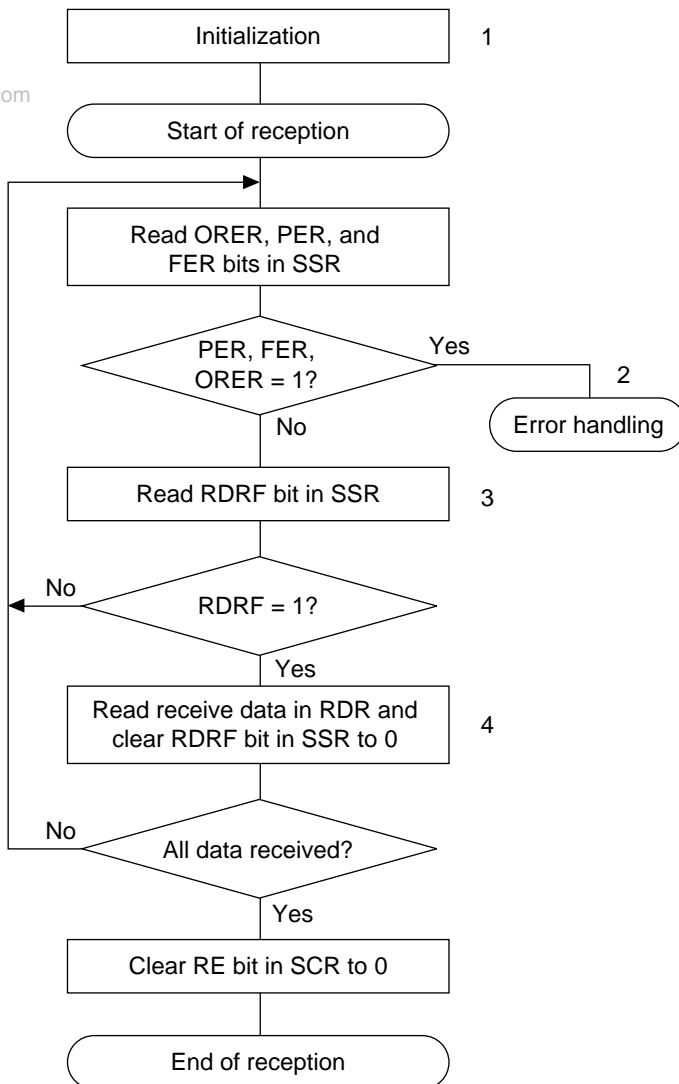 Initialization
1
com
Start of reception
Read ORER, PER, and
FER bits in SSR
PER, FER,
ORER = 1?
Yes
2
Error handling
No
Read RDRF bit in SSR
3
No
RDRF = 1?
Yes
Read receive data in RDR and
clear RDRF bit in SSR to 0
4
No
All data received?
Yes
Clear RE bit in SCR to 0
End of reception